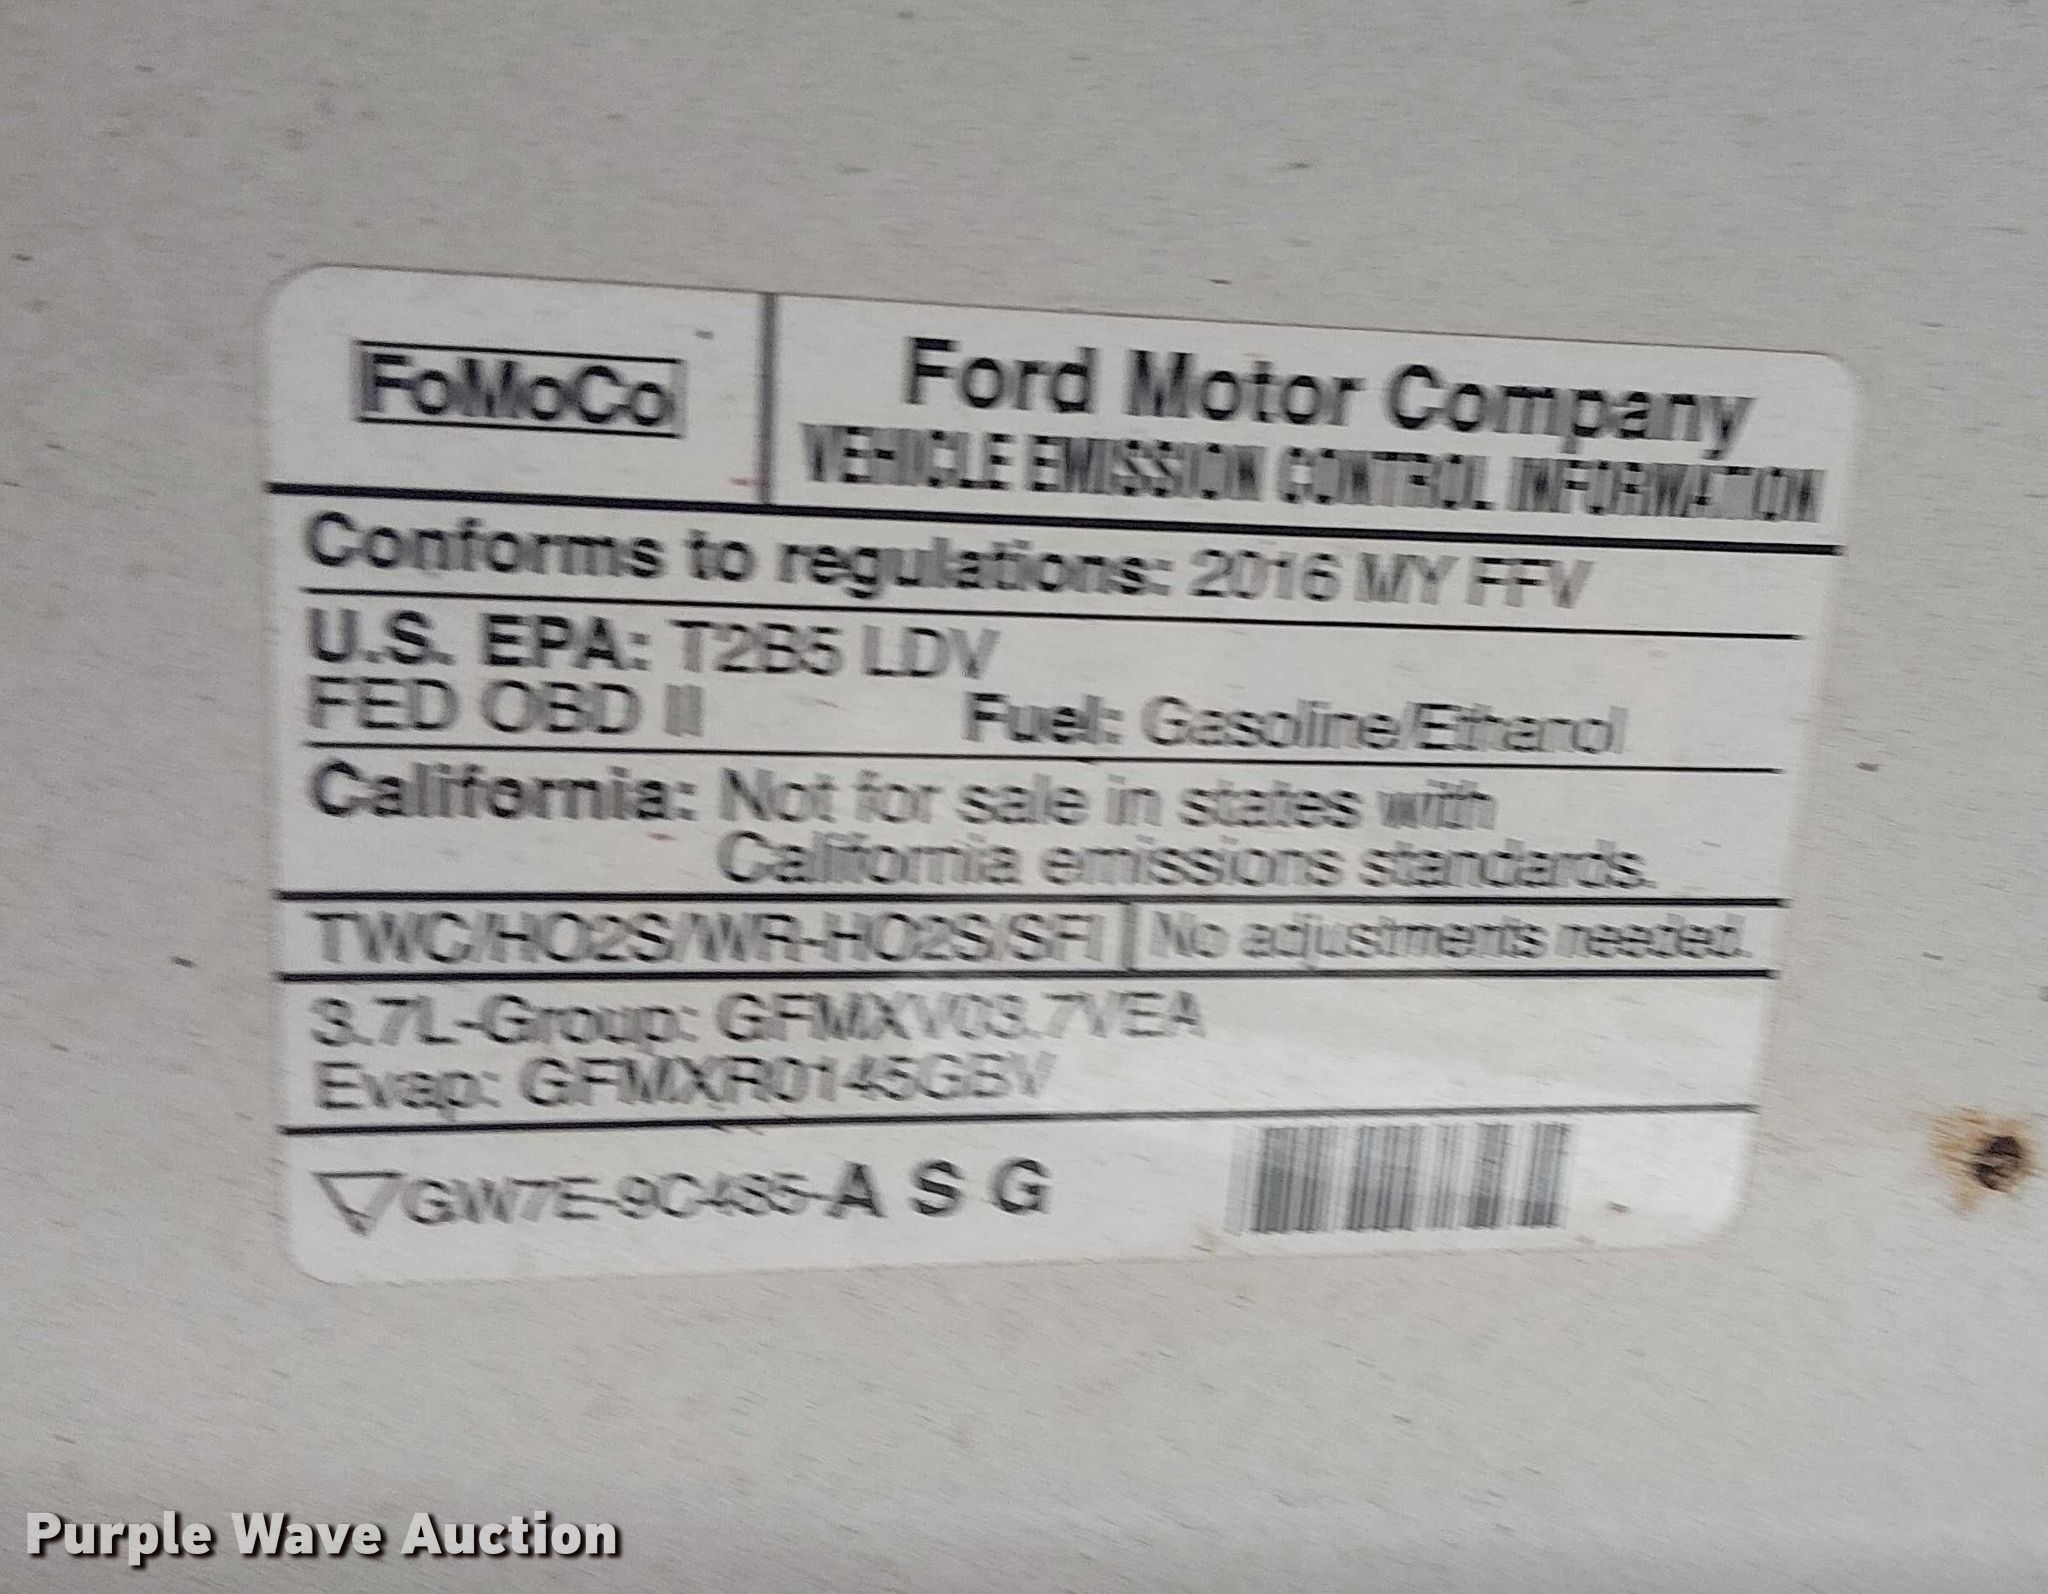 FoMoCo
Ford Motor Company
VEHICLE EMISSION CONTROL INFORMATION
Conforms to regulations: 2016 MY FFV
U.S. EPA: T2B5 LDV
FED OBD II Fuel: Gasoline/Ethanol
California: Not for sale in states with
California emissions standards.
TWC/HO2S/WR-HO2S/SFI No adjustments needed.
3.7L-Group: GFMXV03.7VEA
Evap: GFMXR0145GBV
GW7E-9C485-A S G
Purple Wave Auction